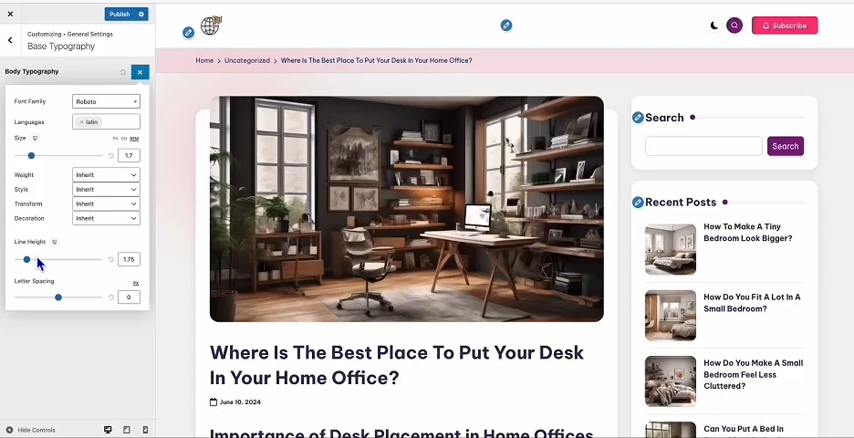 Publish
Customizing • General Settings
Base Typography
Body Typography
Font Family
Roboto
Languages
× latin
Size
PX EM REM
1.7
Weight
Inherit
Style
Inherit
Transform
Inherit
Decoration
Inherit
Line Height
1.75
Letter Spacing
PX
0
Hide Controls
Subscribe
Home > Uncategorized > Where Is The Best Place To Put Your Desk In Your Home Office?
Where Is The Best Place To Put Your Desk
In Your Home Office?
June 10, 2024
Importance of Desk Placement in Home Offices
Search
Search
Recent Posts
How To Make A Tiny
Bedroom Look Bigger?
How Do You Fit A Lot In A
Small Bedroom?
How Do You Make A Small
Bedroom Feel Less
Cluttered?
Can You Put A Bed In